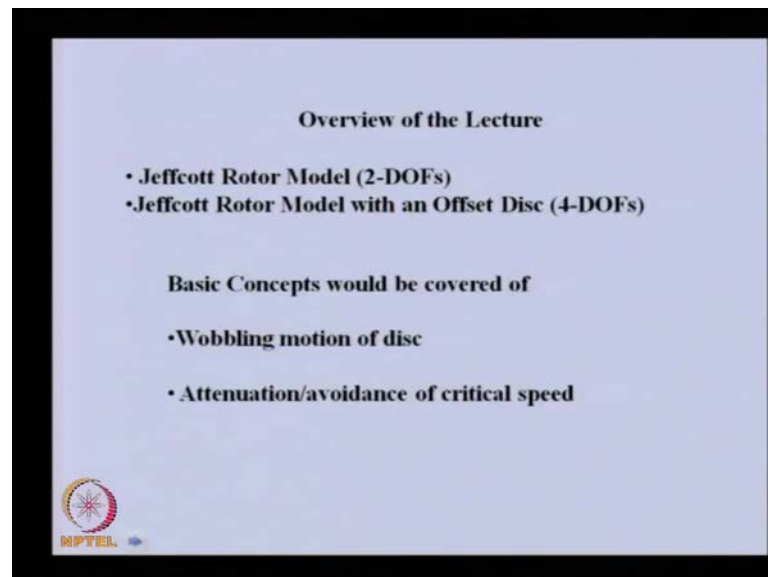 Overview of the Lecture
• Jeffcott Rotor Model (2-DOFs)
•Jeffcott Rotor Model with an Offset Disc (4-DOFs)
Basic Concepts would be covered of
•Wobbling motion of disc
• Attenuation/avoidance of critical speed
NPTEL